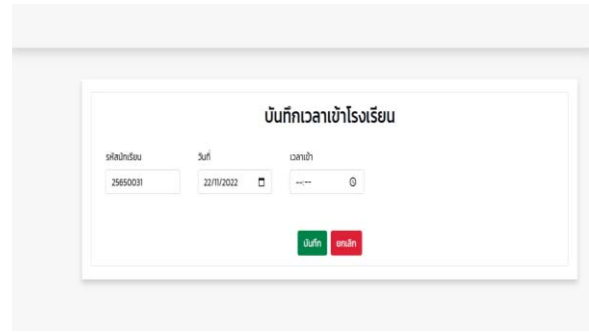 บันทึกเวลาเข้าโรงเรียน
รหัสนักเรียน วันที่ เวลาเข้า
25650031 22/11/2022 --:--
บันทึก ยกเลิก